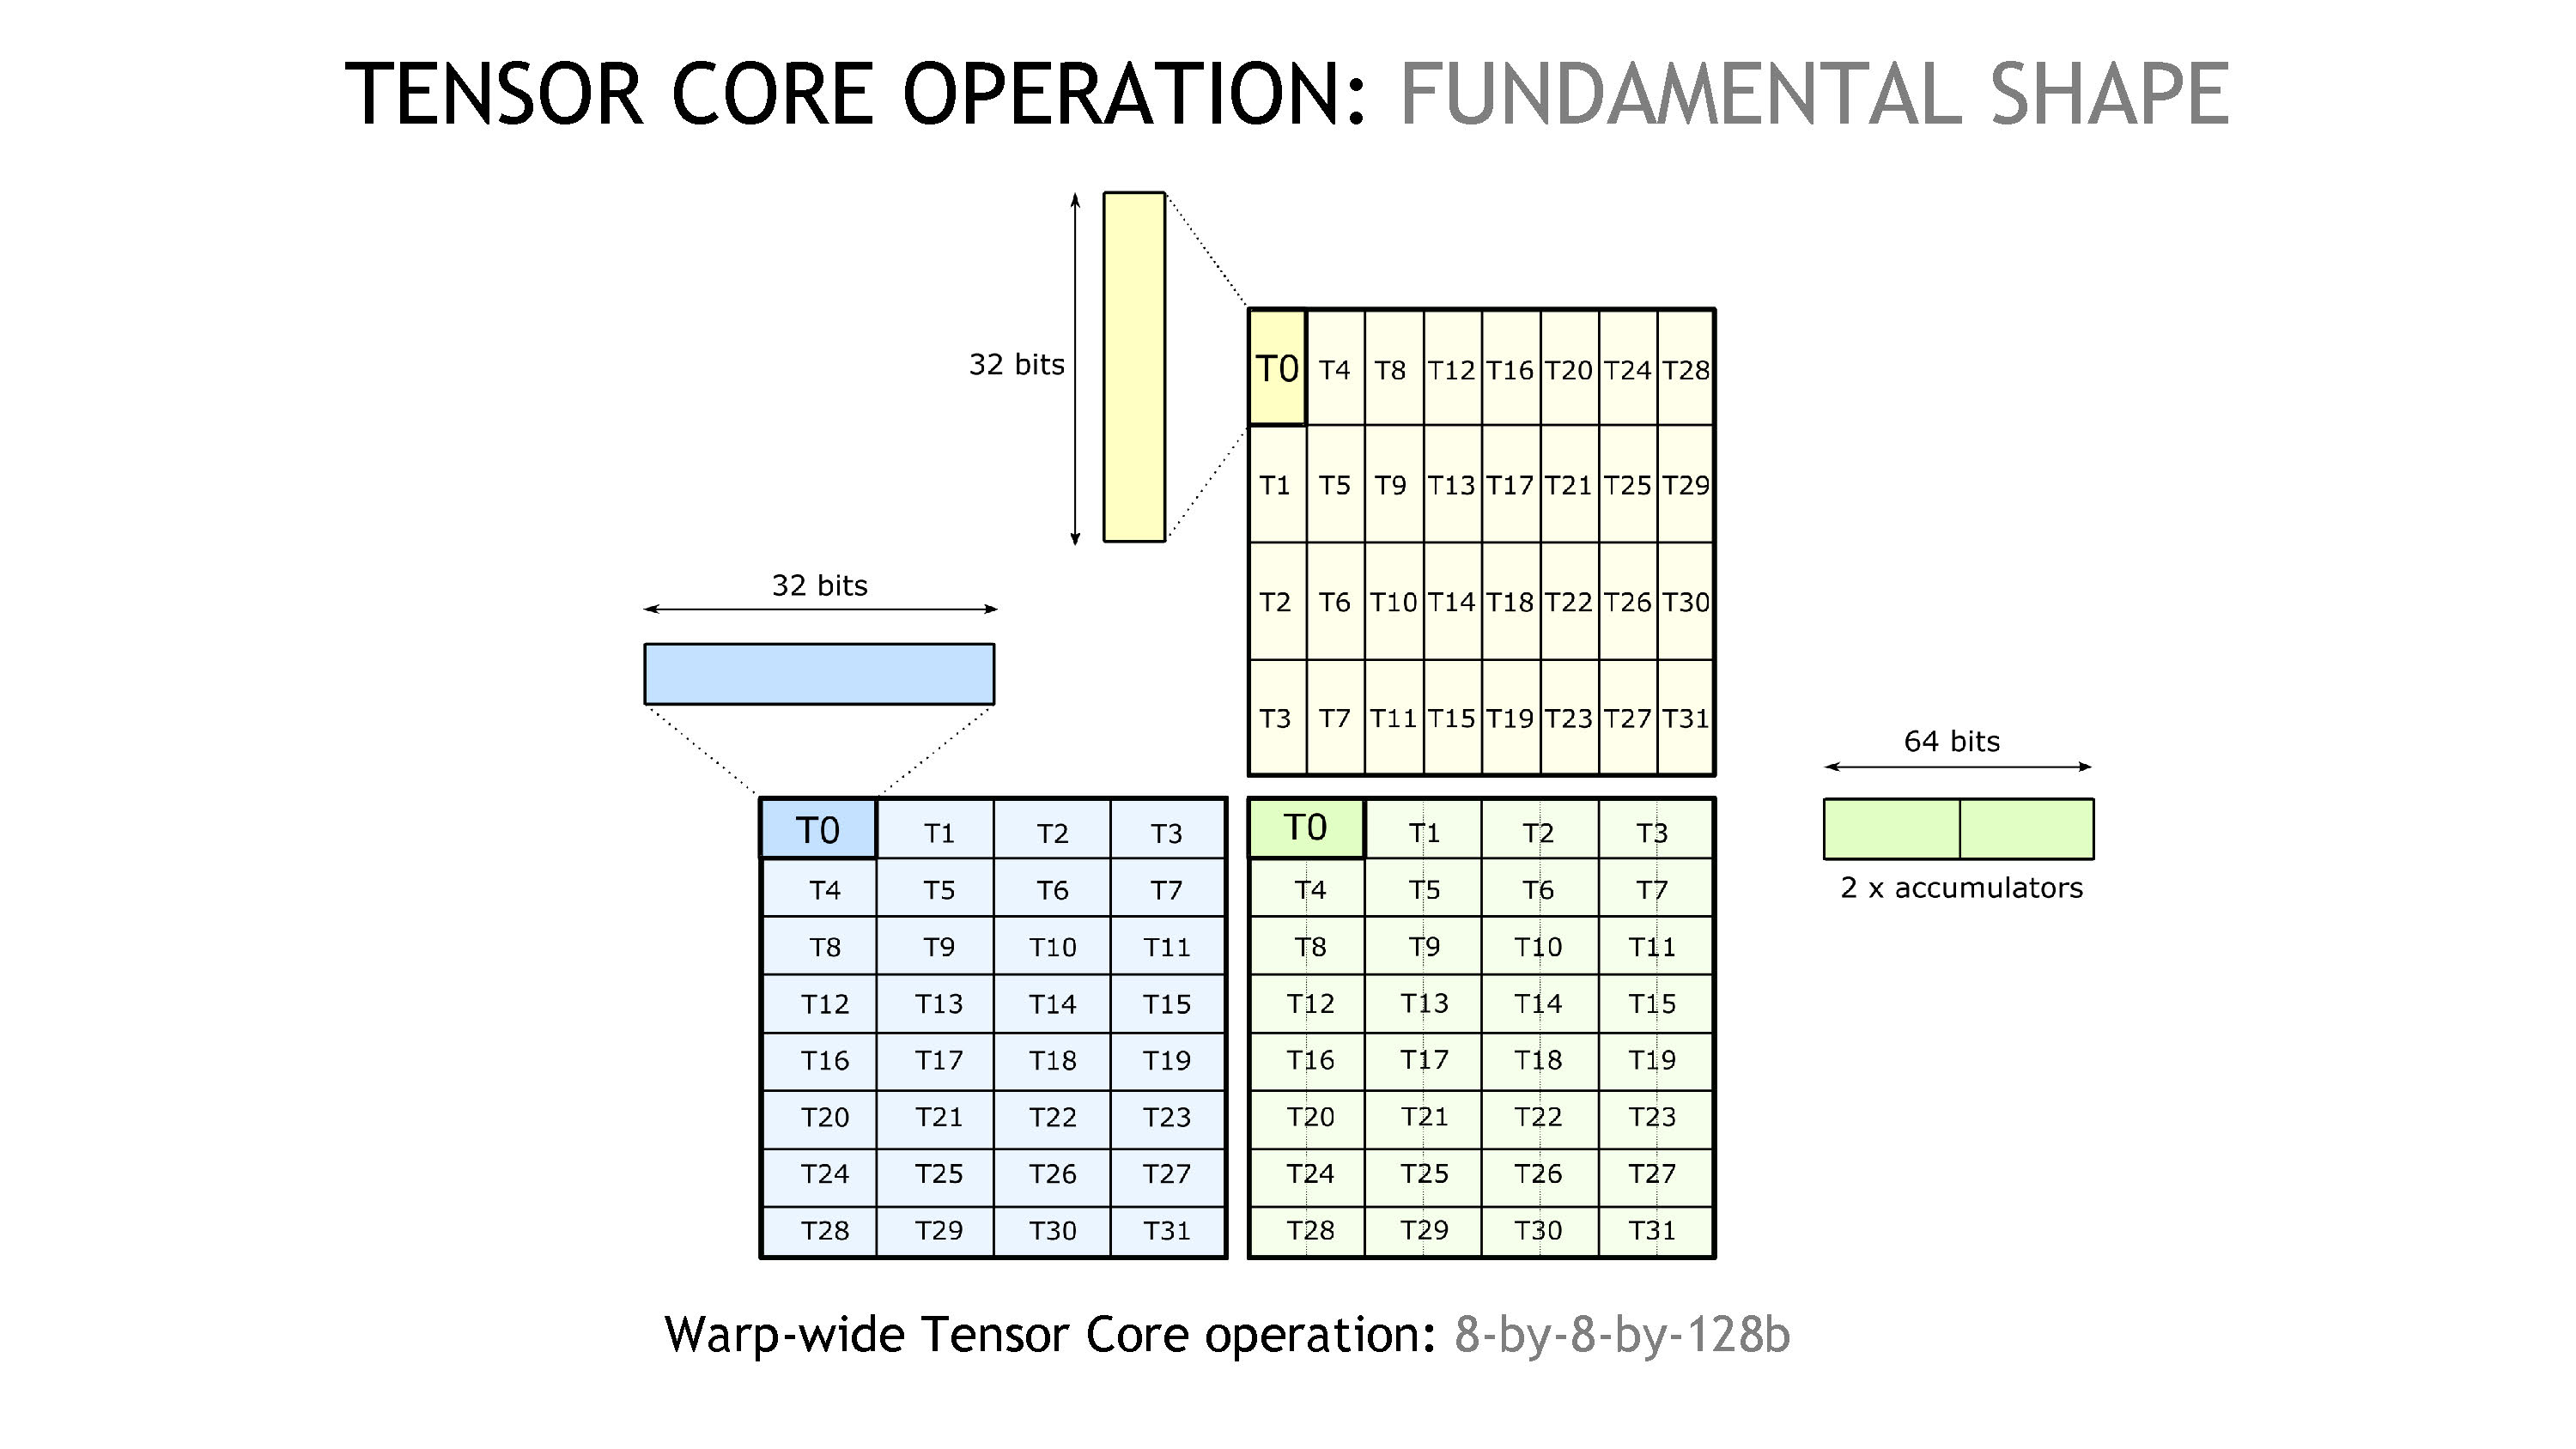 TENSOR CORE OPERATION: FUNDAMENTAL SHAPE
32 bits
T0 T4 T8 T12 T16 T20 T24 T28
T1 T5 T9 T13 T17 T21 T25 T29
T2 T6 T10 T14 T18 T22 T26 T30
T3 T7 T11 T15 T19 T23 T27 T31
32 bits
64 bits
2 x accumulators
T0 T1 T2 T3
T4 T5 T6 T7
T8 T9 T10 T11
T12 T13 T14 T15
T16 T17 T18 T19
T20 T21 T22 T23
T24 T25 T26 T27
T28 T29 T30 T31
T0 T1 T2 T3
T4 T5 T6 T7
T8 T9 T10 T11
T12 T13 T14 T15
T16 T17 T18 T19
T20 T21 T22 T23
T24 T25 T26 T27
T28 T29 T30 T31
Warp-wide Tensor Core operation: 8-by-8-by-128b